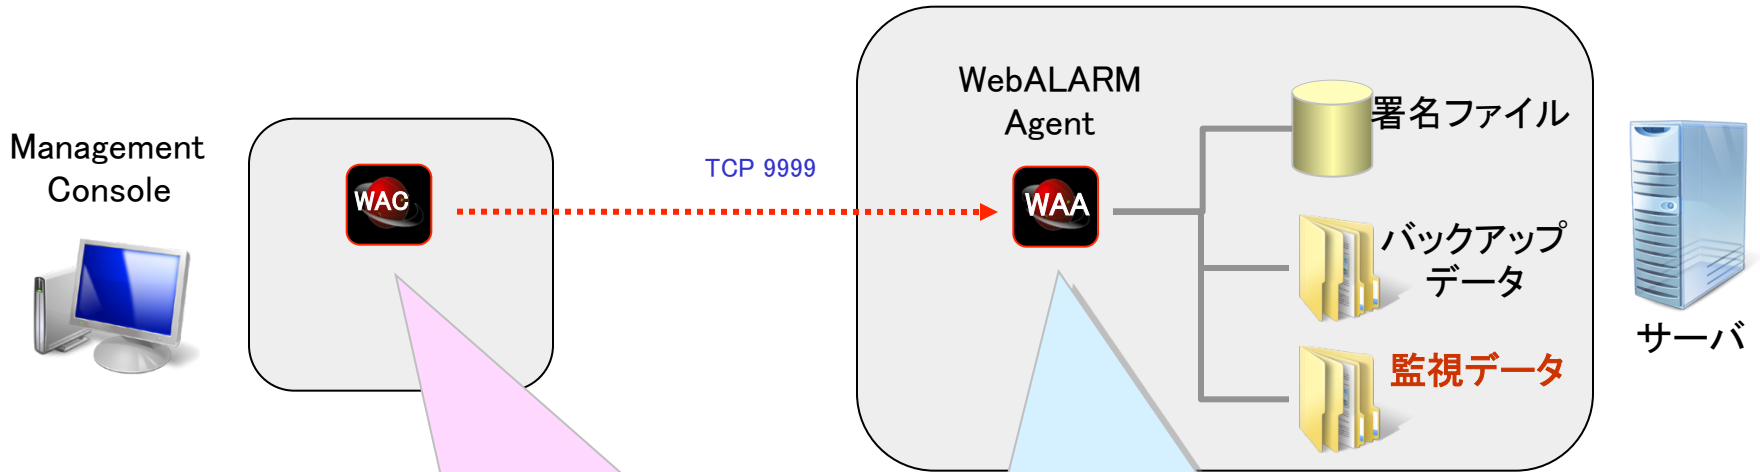 Management
Console
WAC
TCP 9999
WebALARM
Agent
WAA
署名ファイル
バックアップ
データ
監視データ
サーバ